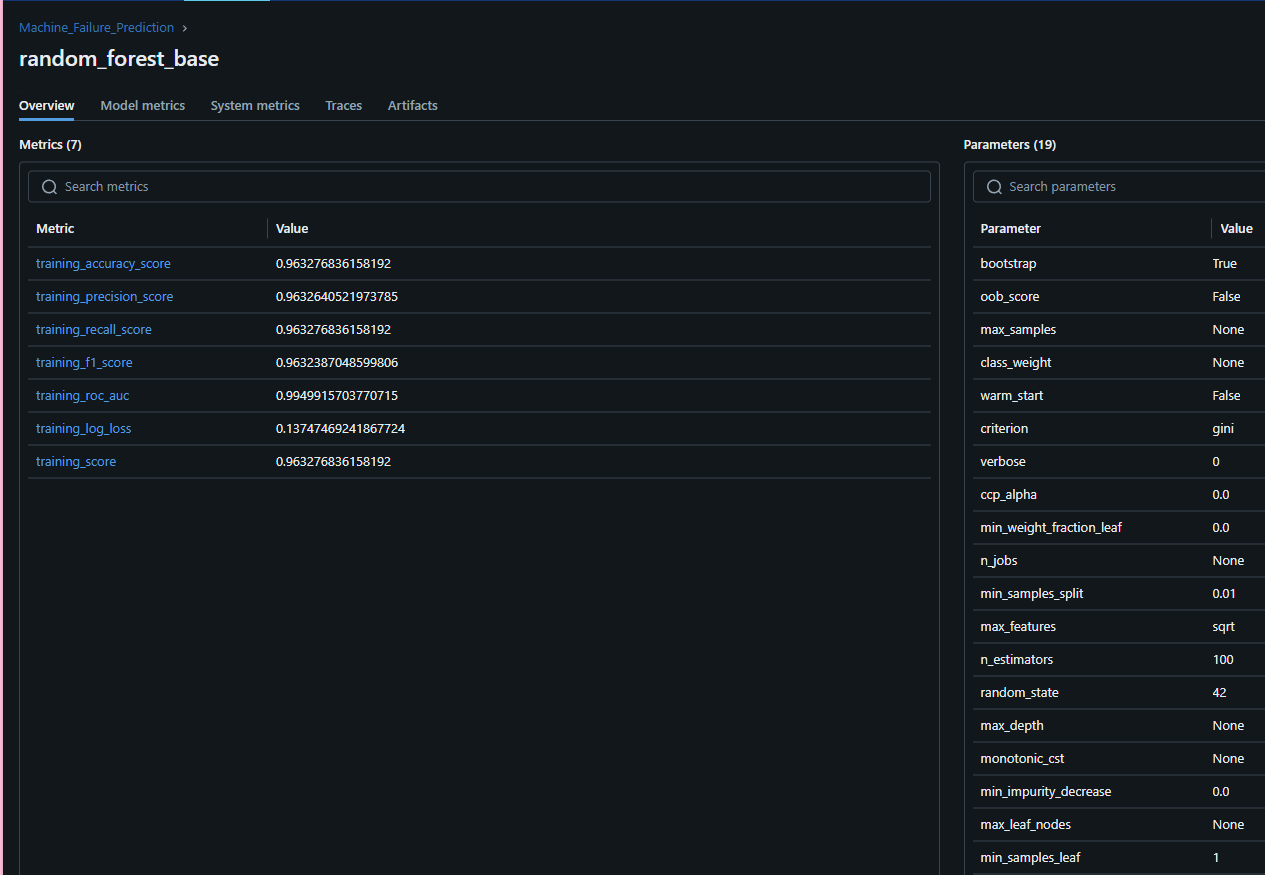 Machine_Failure_Prediction ›
random_forest_base
Overview Model metrics System metrics Traces Artifacts
Metrics (7)
Search metrics
Metric Value
training_accuracy_score 0.963276836158192
training_precision_score 0.9632640521973785
training_recall_score 0.963276836158192
training_f1_score 0.9632387048599806
training_roc_auc 0.9949915703770715
training_log_loss 0.13747469241867724
training_score 0.963276836158192
Parameters (19)
Search parameters
Parameter Value
bootstrap True
oob_score False
max_samples None
class_weight None
warm_start False
criterion gini
verbose 0
ccp_alpha 0.0
min_weight_fraction_leaf 0.0
n_jobs None
min_samples_split 0.01
max_features sqrt
n_estimators 100
random_state 42
max_depth None
monotonic_cst None
min_impurity_decrease 0.0
max_leaf_nodes None
min_samples_leaf 1